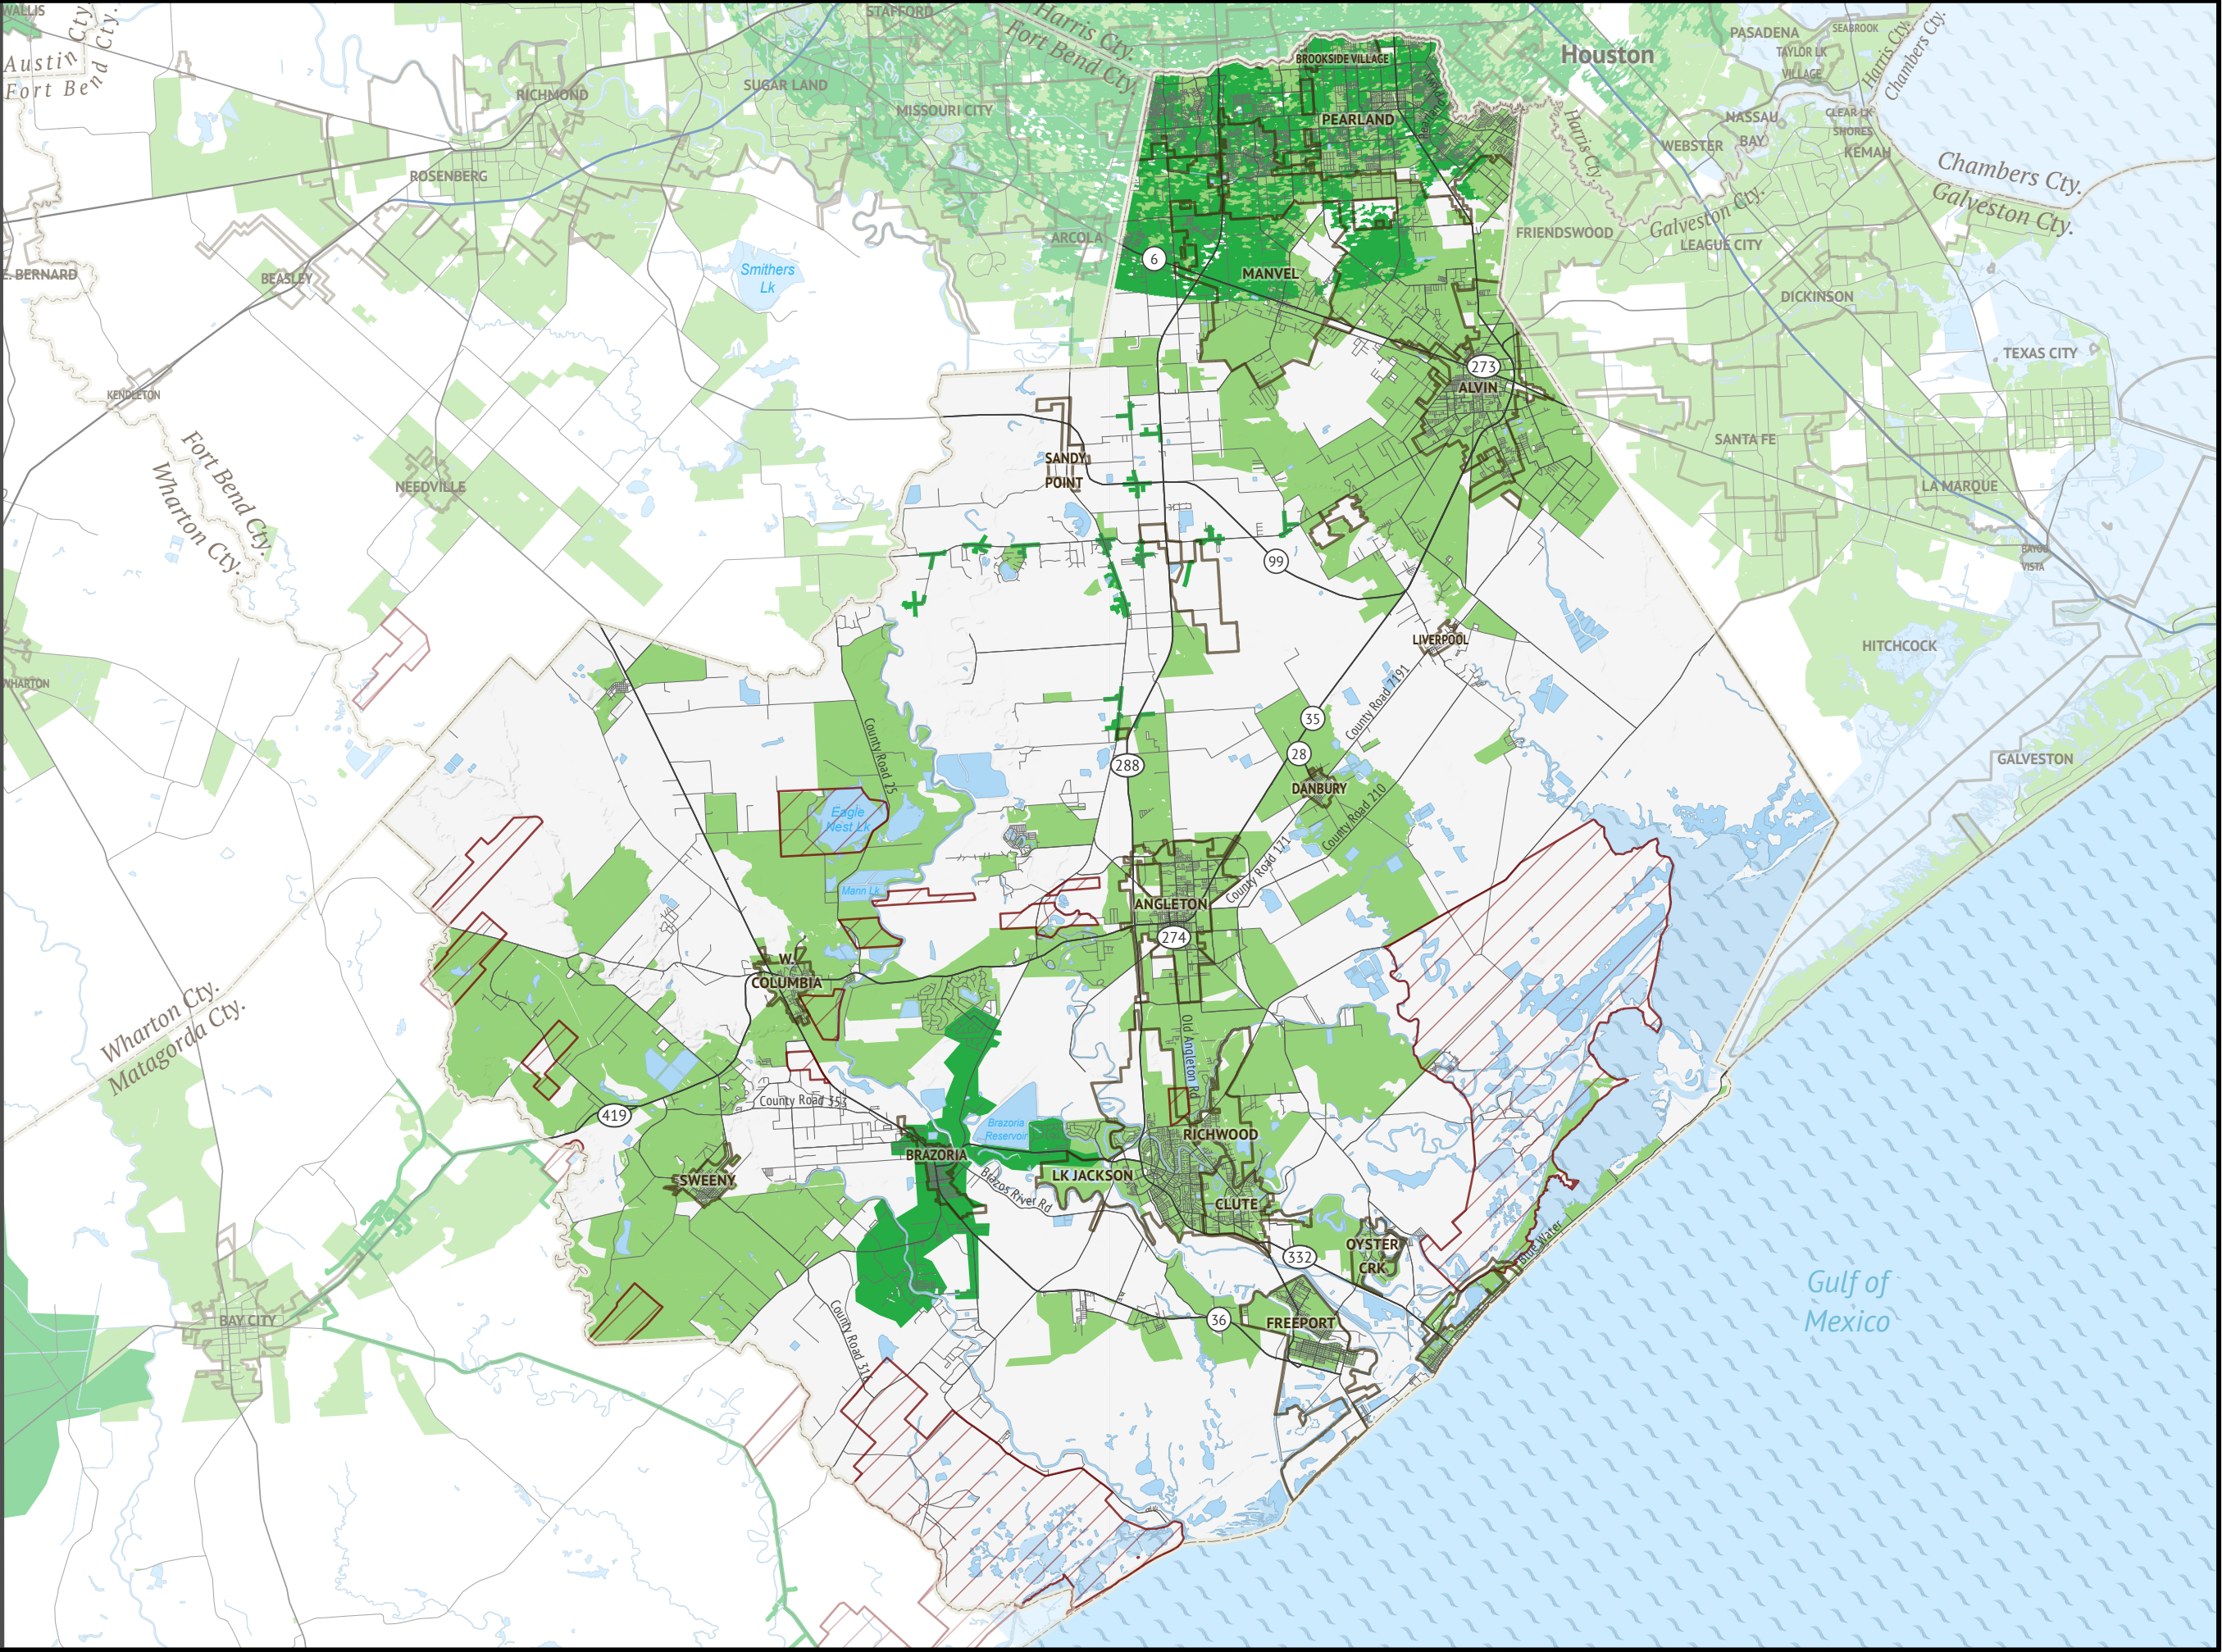 WALLIS
STAFFORD
Harris Cty.
Fort Bend Cty.
Austin Cty.
Fort Bend Cty.
BROOKSIDE VILLAGE
Houston
PASADENA
SEABROOK
TAYLOR LK
VILLAGE
Harris Cty.
Chambers Cty.
RICHMOND
SUGAR LAND
MISSOURI CITY
PEARLAND
NASSAU
BAY
CLEAR LK
SHORES
KEMAH
WEBSTER
Harris Cty.
Galveston Cty.
Chambers Cty.
Galveston Cty.
ROSENBERG
ARCOLA
FRIENDSWOOD
LEAGUE CITY
E. BERNARD
BEASLEY
Smithers
Lk
6
MANVEL
DICKINSON
KENDLETON
273
ALVIN
TEXAS CITY
Fort Bend Cty.
Wharton Cty.
NEEDVILLE
SANDY
POINT
SANTA FE
LA MARQUE
99
BAYOU
VISTA
WHARTON
LIVERPOOL
HITCHCOCK
County Road 25
35
County Road 7191
28
288
DANBURY
GALVESTON
Eagle
Nest Lk
County Road 210
County Road 171
Mann Lk
ANGLETON
274
W.
COLUMBIA
Wharton Cty.
Matagorda Cty.
Old Angleton Rd
419
County Road 353
Brazoria
Reservoir
RICHWOOD
BRAZORIA
SWEENY
LK JACKSON
Brazos River Rd
CLUTE
OYSTER
CRK
332
Blue Water
Gulf of
Mexico
BAY CITY
County Road 316
36
FREEPORT